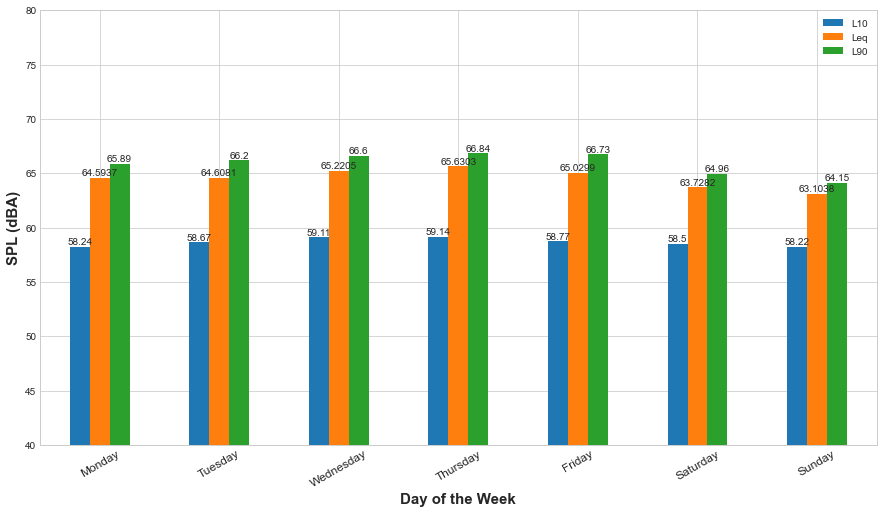 80
75
70
65
60
55
50
45
40
SPL (dBA)
L10
Leq
L90
58.24 64.5937 65.89
58.67 64.6081 66.2
59.11 65.2205 66.6
59.14 65.6303 66.84
58.77 65.0299 66.73
58.5 63.7282 64.96
58.22 63.1038 64.15
Monday Tuesday Wednesday Thursday Friday Saturday Sunday
Day of the Week